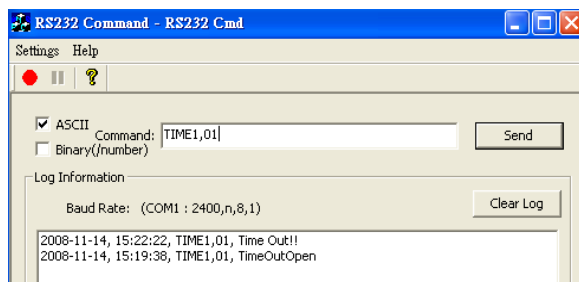 RS232 Command - RS232 Cmd
Settings Help
ASCII
Command: TIME1,01 Send
Binary(/number)
Log Information
Baud Rate: (COM1 : 2400,n,8,1) Clear Log
2008-11-14, 15:22:22, TIME1,01, Time Out!!
2008-11-14, 15:19:38, TIME1,01, TimeOutOpen